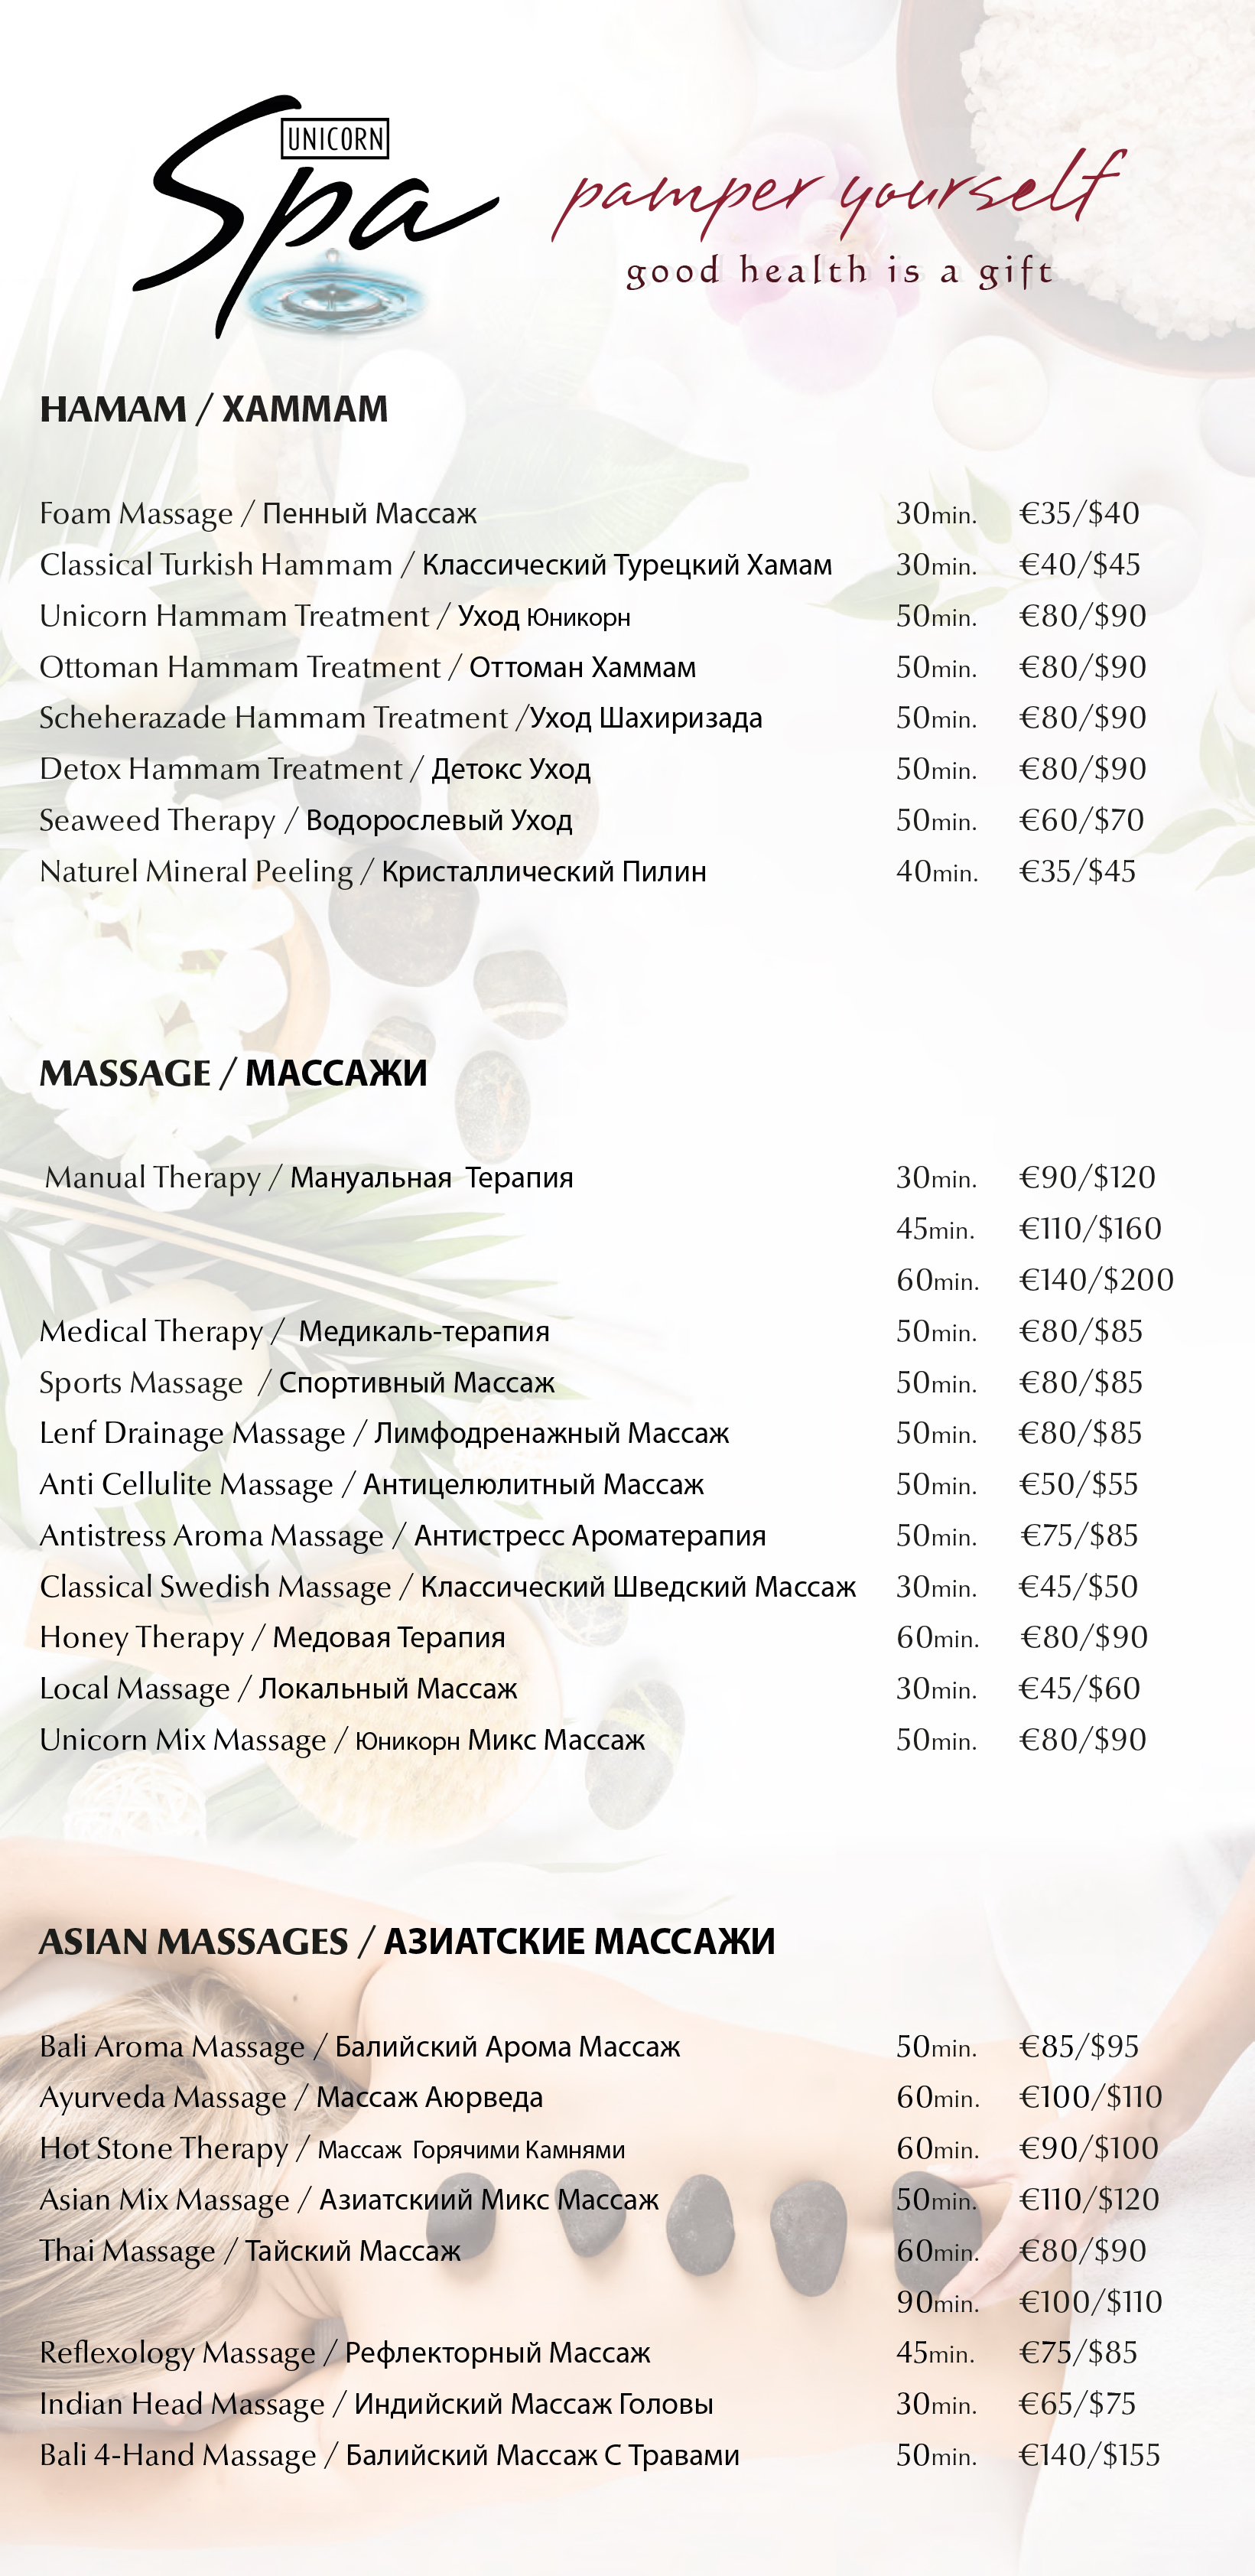 UNICORN
Spa
pamper yourself
good health is a gift
HAMAM / ХАММАМ
Foam Massage / Пенный Массаж 30min. €35/$40
Classical Turkish Hammam / Классический Турецкий Хамам 30min. €40/$45
Unicorn Hammam Treatment / Уход Юникорн 50min. €80/$90
Ottoman Hammam Treatment / Оттоман Хаммам 50min. €80/$90
Scheherazade Hammam Treatment /Уход Шахиризада 50min. €80/$90
Detox Hammam Treatment / Детокс Уход 50min. €80/$90
Seaweed Therapy / Водорослевый Уход 50min. €60/$70
Naturel Mineral Peeling / Кристаллический Пилин 40min. €35/$45
MASSAGE / МАССАЖИ
Manual Therapy / Мануальная Терапия 30min. €90/$120
45min. €110/$160
60min. €140/$200
Medical Therapy / Медикаль-терапия 50min. €80/$85
Sports Massage / Спортивный Массаж 50min. €80/$85
Lenf Drainage Massage / Лимфодренажный Массаж 50min. €80/$85
Anti Cellulite Massage / Антицелюлитный Массаж 50min. €50/$55
Antistress Aroma Massage / Антистресс Ароматерапия 50min. €75/$85
Classical Swedish Massage / Классический Шведский Массаж 30min. €45/$50
Honey Therapy / Медовая Терапия 60min. €80/$90
Local Massage / Локальный Массаж 30min. €45/$60
Unicorn Mix Massage / Юникорн Микс Массаж 50min. €80/$90
ASIAN MASSAGES / АЗИАТСКИЕ МАССАЖИ
Bali Aroma Massage / Балийский Арома Массаж 50min. €85/$95
Ayurveda Massage / Массаж Аюрведа 60min. €100/$110
Hot Stone Therapy / Массаж Горячими Камнями 60min. €90/$100
Asian Mix Massage / Азиатскиий Микс Массаж 50min. €110/$120
Thai Massage / Тайский Массаж 60min. €80/$90
90min. €100/$110
Reflexology Massage / Рефлекторный Массаж 45min. €75/$85
Indian Head Massage / Индийский Массаж Головы 30min. €65/$75
Bali 4-Hand Massage / Балийский Массаж С Травами 50min. €140/$155